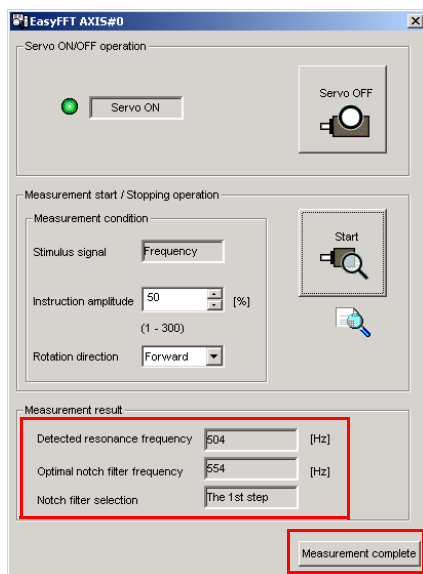 EasyFFT AXIS#0
Servo ON/OFF operation
Servo ON
Servo OFF
Measurement start / Stopping operation
Measurement condition
Stimulus signal Frequency
Start
Instruction amplitude 50 [%]
(1 - 300)
Rotation direction Forward
Measurement result
Detected resonance frequency 504 [Hz]
Optimal notch filter frequency 554 [Hz]
Notch filter selection The 1st step
Measurement complete